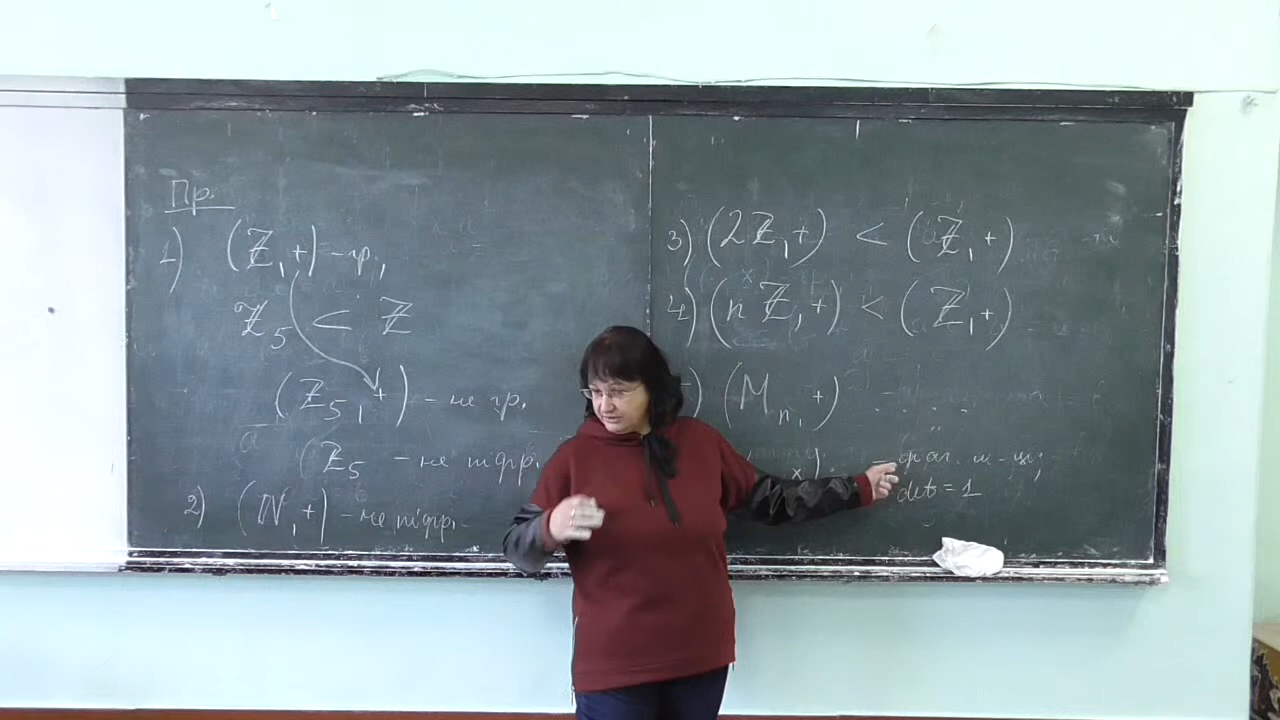 Пр.
1) (ℤ, +) – гр.,
ℤ₅ < ℤ
(ℤ₅, +) – не гр.
(ℤ₅ – не підгр.
2) (ℕ, +) – не підгр.
3) (2ℤ, +) < (ℤ, +)
4) (nℤ, +) < (ℤ, +)
) (Mₙ, +)
×) –
det = 1